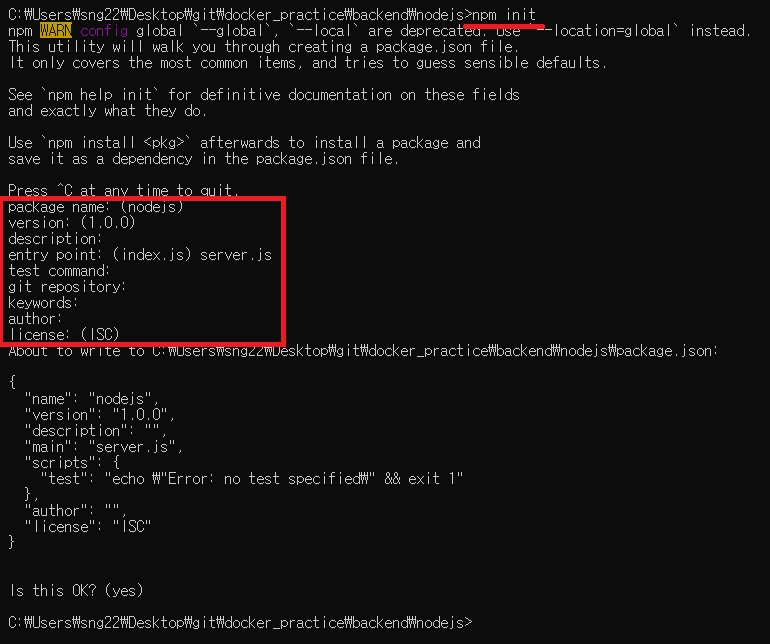 C:₩Users₩sng22₩Desktop₩git₩docker_practice₩backend₩nodejs>npm init
npm WARN config global `--global`, `--local` are deprecated. Use `--location=global` instead.
This utility will walk you through creating a package.json file.
It only covers the most common items, and tries to guess sensible defaults.
See `npm help init` for definitive documentation on these fields
and exactly what they do.
Use `npm install <pkg>` afterwards to install a package and
save it as a dependency in the package.json file.
Press ^C at any time to quit.
package name: (nodejs)
version: (1.0.0)
description:
entry point: (index.js) server.js
test command:
git repository:
keywords:
author:
license: (ISC)
About to write to C:₩Users₩sng22₩Desktop₩git₩docker_practice₩backend₩nodejs₩package.json:
{
  "name": "nodejs",
  "version": "1.0.0",
  "description": "",
  "main": "server.js",
  "scripts": {
    "test": "echo ₩"Error: no test specified₩" && exit 1"
  },
  "author": "",
  "license": "ISC"
}
Is this OK? (yes)
C:₩Users₩sng22₩Desktop₩git₩docker_practice₩backend₩nodejs>